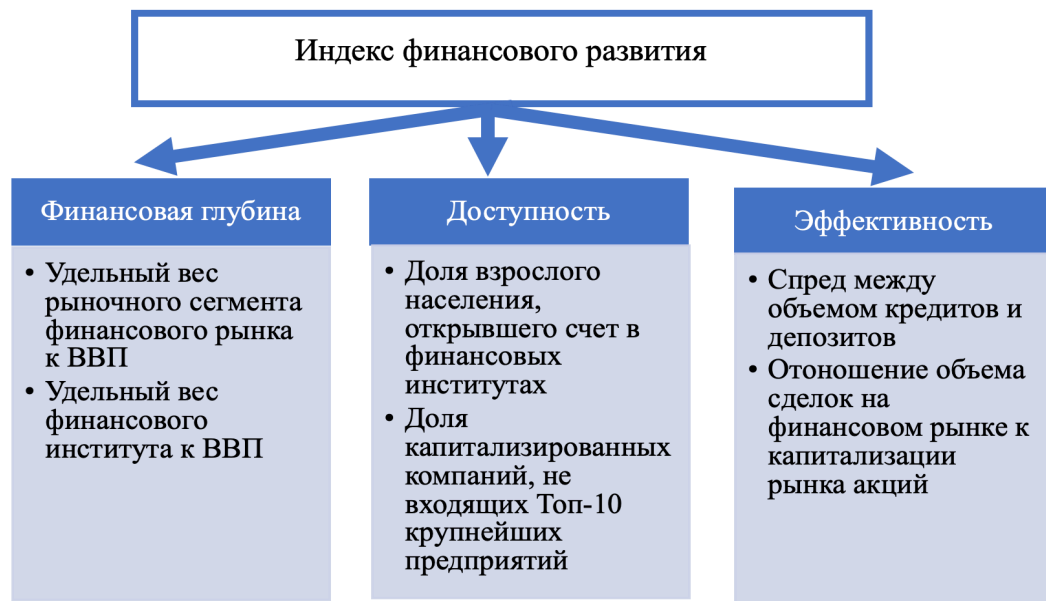 Индекс финансового развития
Финансовая глубина
• Удельный вес
рыночного сегмента
финансового рынка
к ВВП
• Удельный вес
финансового
института к ВВП
Доступность
• Доля взрослого
населения,
открывшего счет в
финансовых
институтах
• Доля
капитализированных
компаний, не
входящих Топ-10
крупнейших
предприятий
Эффективность
• Спред между
объемом кредитов и
депозитов
• Отоношение объема
сделок на
финансовом рынке к
капитализации
рынка акций